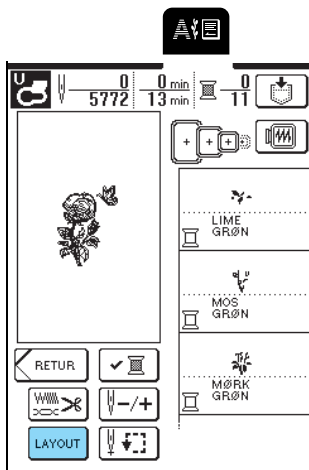 A
U
0 0 min 0
5772 13 min 11
LIME
GRØN
MOS
GRØN
MØRK
GRØN
RETUR
-/+
LAYOUT